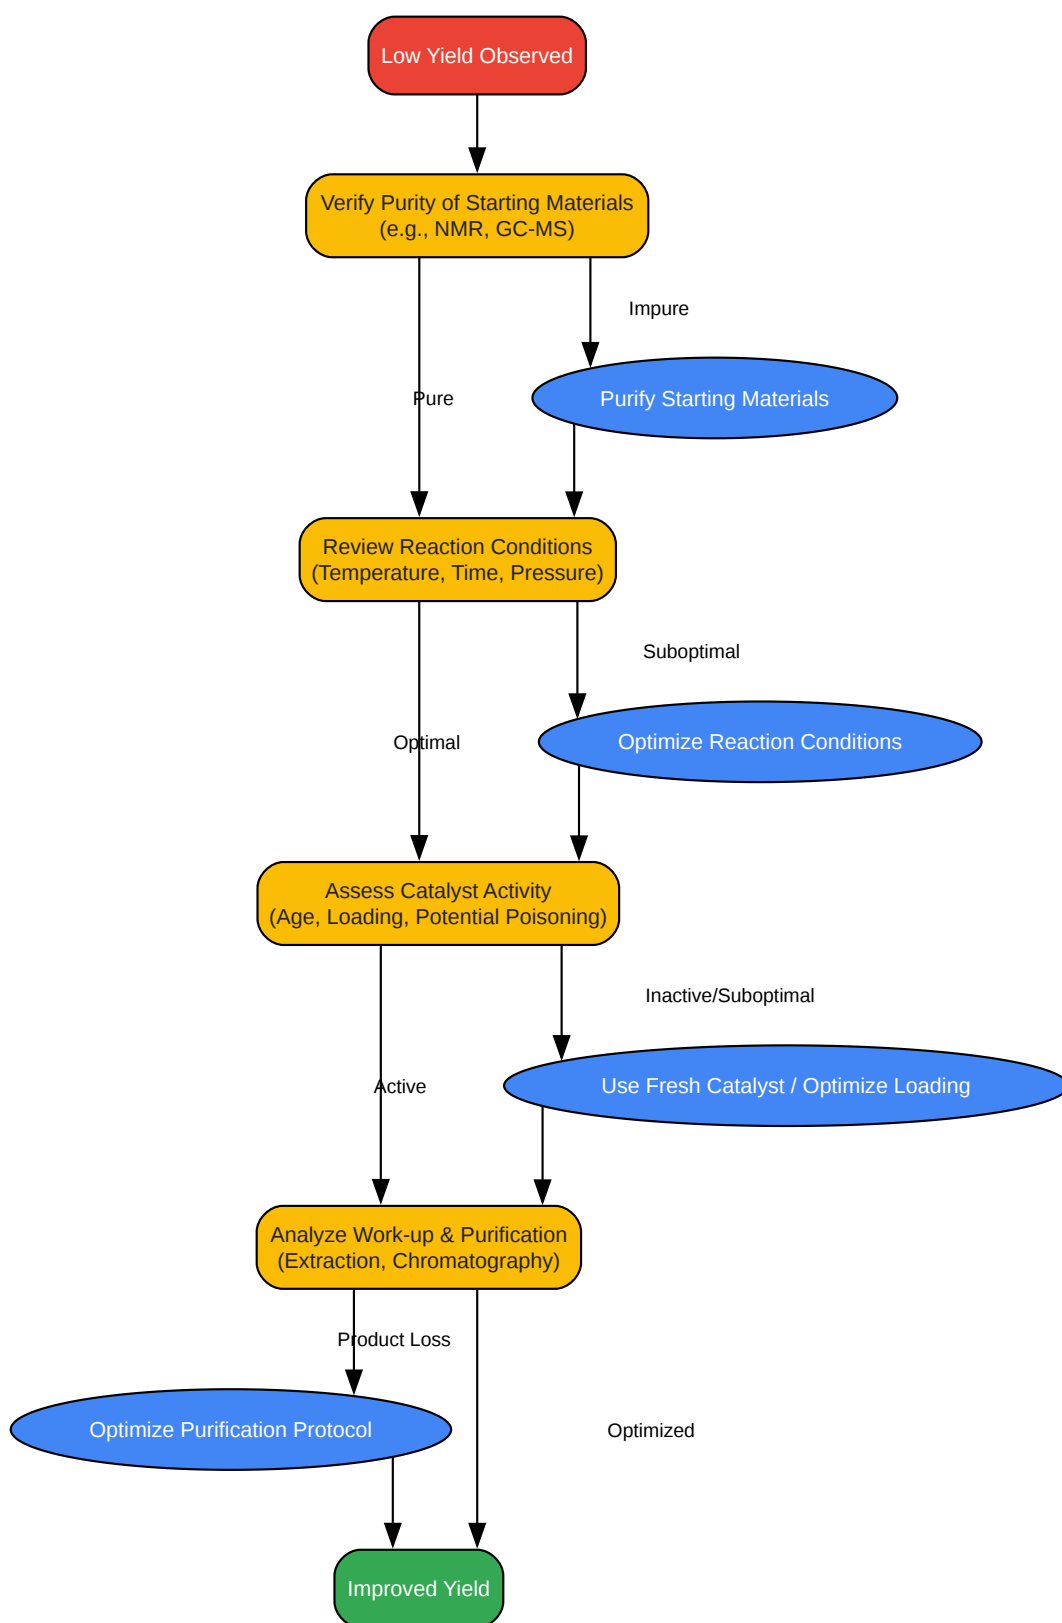 Low Yield Observed
Verify Purity of Starting Materials
(e.g., NMR, GC-MS)
Impure
Pure
Purify Starting Materials
Review Reaction Conditions
(Temperature, Time, Pressure)
Suboptimal
Optimal
Optimize Reaction Conditions
Assess Catalyst Activity
(Age, Loading, Potential Poisoning)
Inactive/Suboptimal
Active
Use Fresh Catalyst / Optimize Loading
Analyze Work-up & Purification
(Extraction, Chromatography)
Product Loss
Optimize Purification Protocol
Optimized
Improved Yield